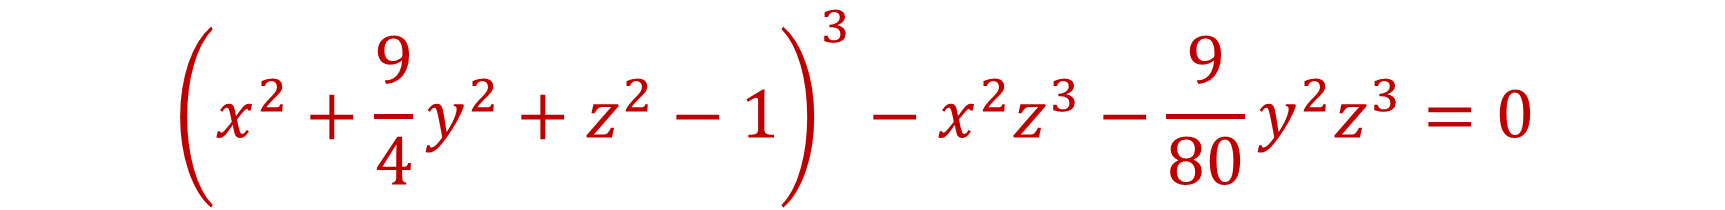 (x² + 9/4 y² + z² − 1)³ − x²z³ − 9/80 y²z³ = 0